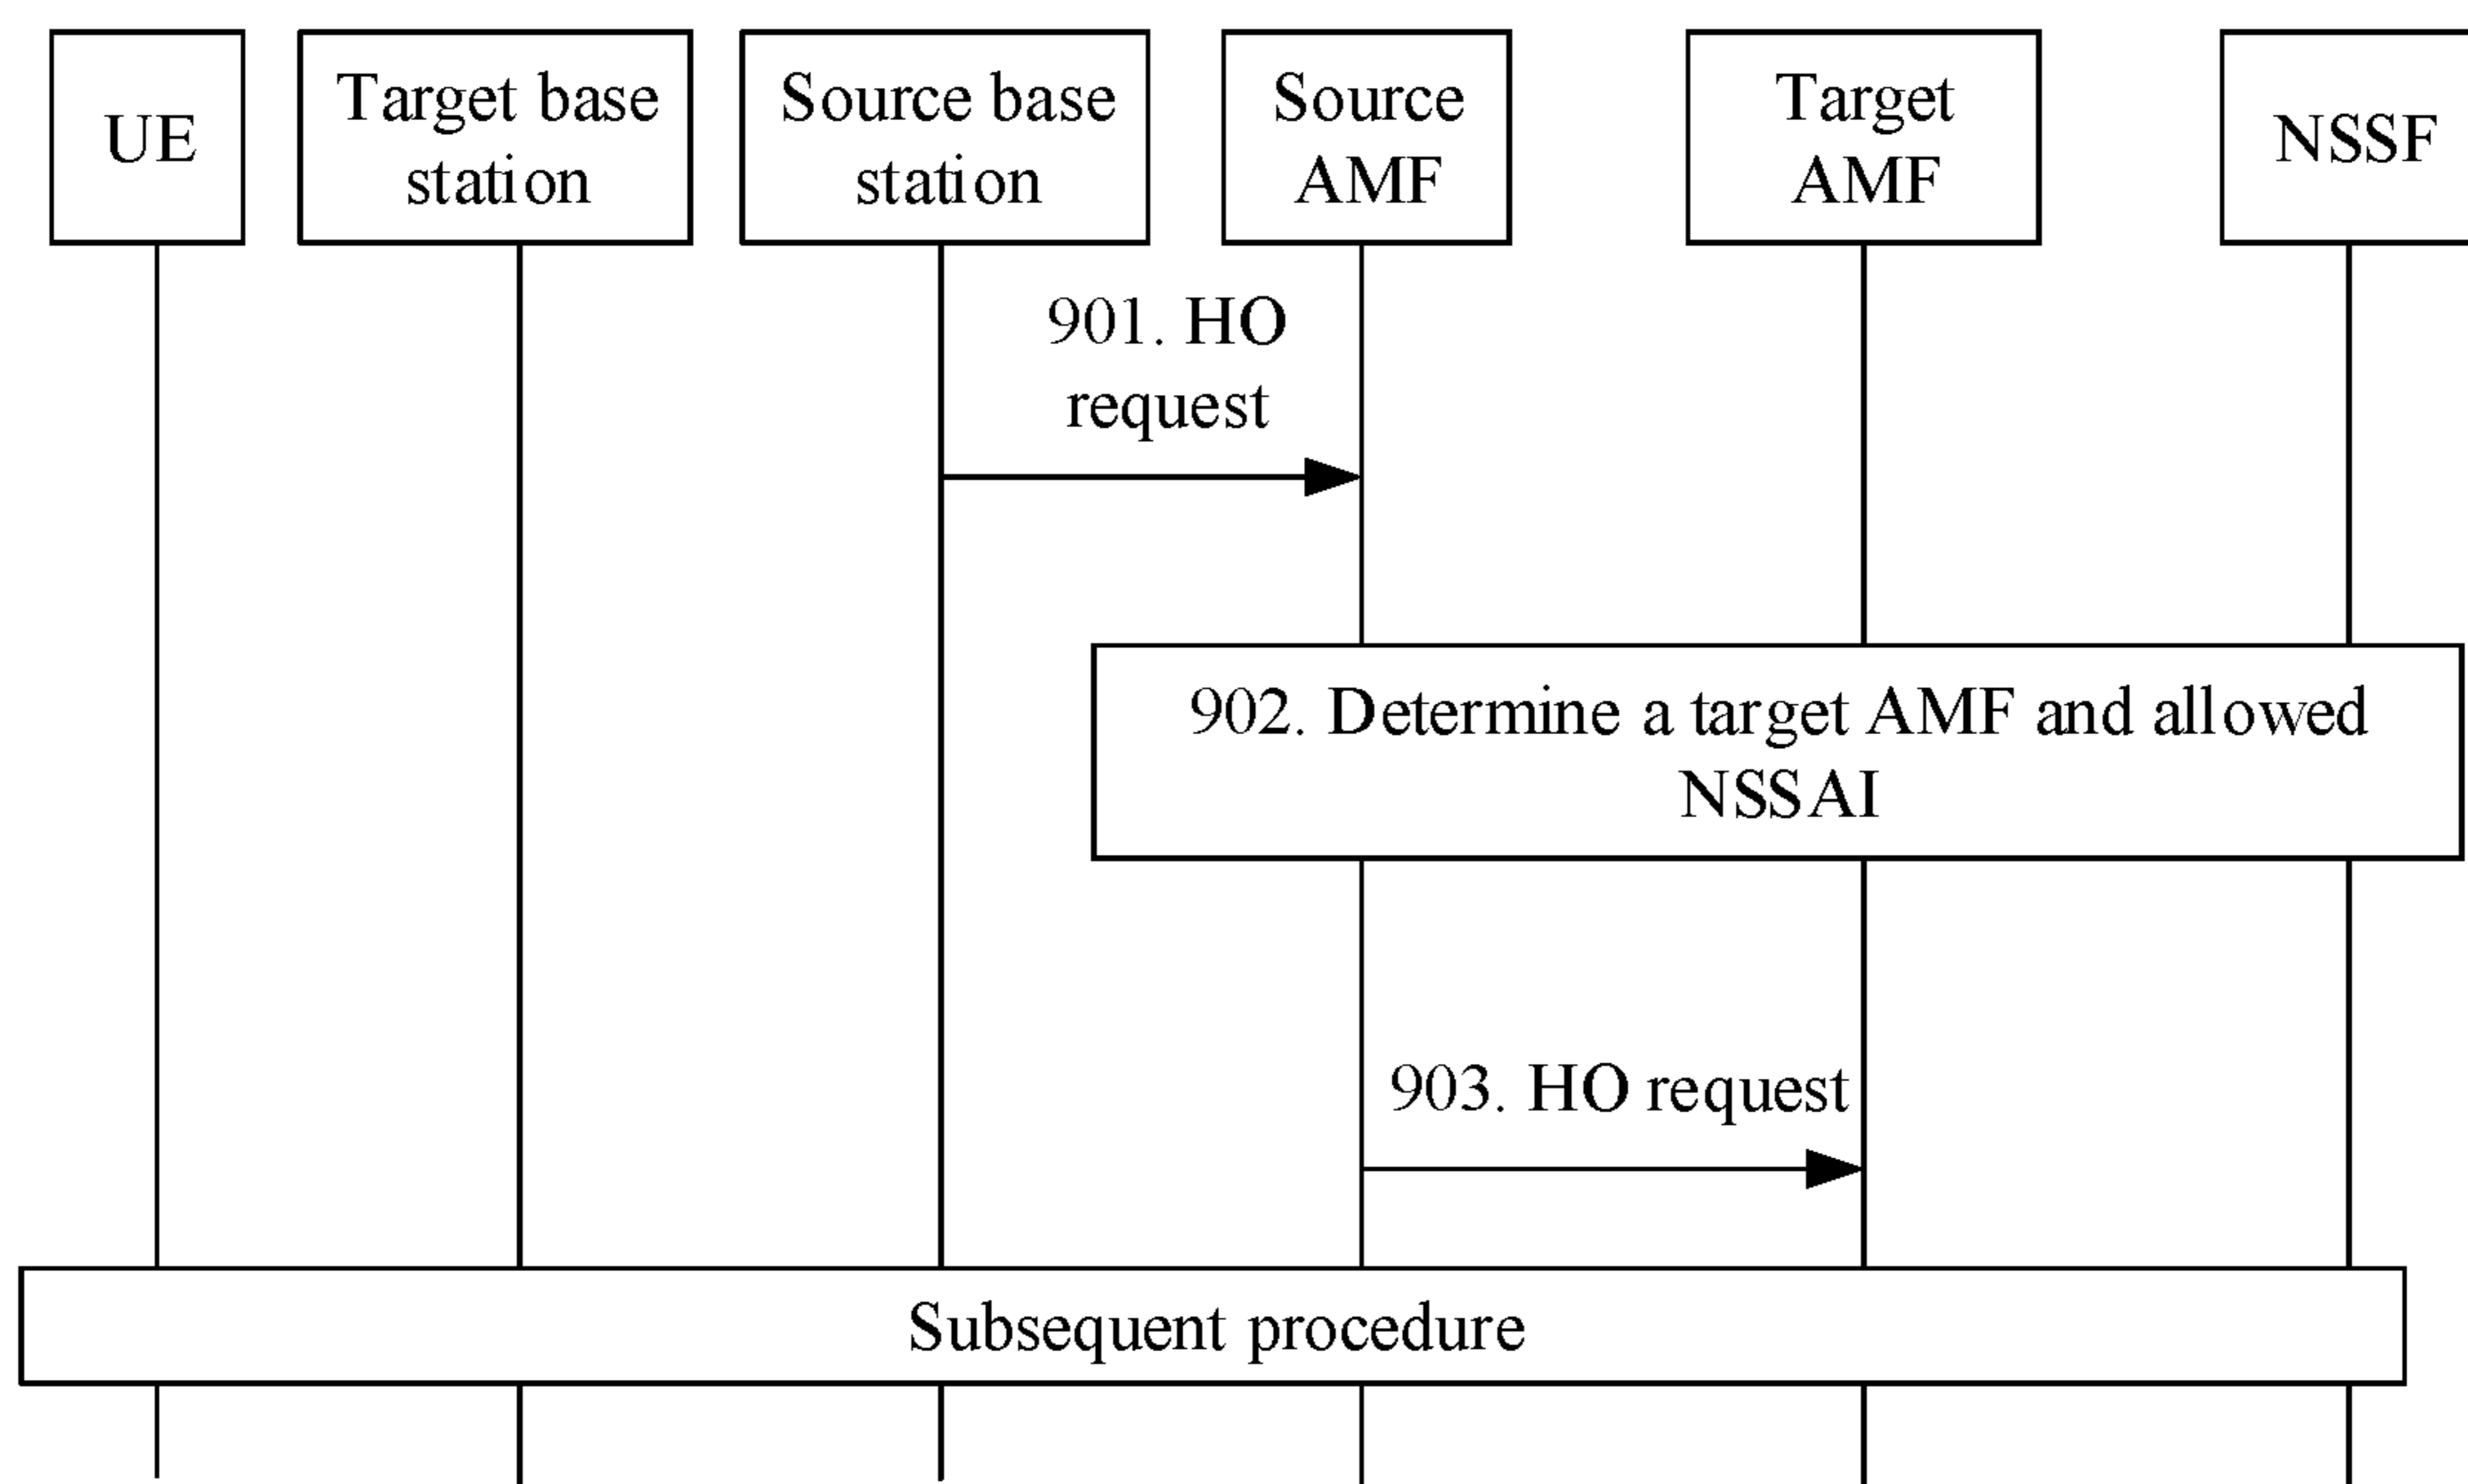 UE
Target base
station
Source base
station
Source
AMF
Target
AMF
NSSF
901. HO
request
902. Determine a target AMF and allowed
NSSAI
903. HO request
Subsequent procedure